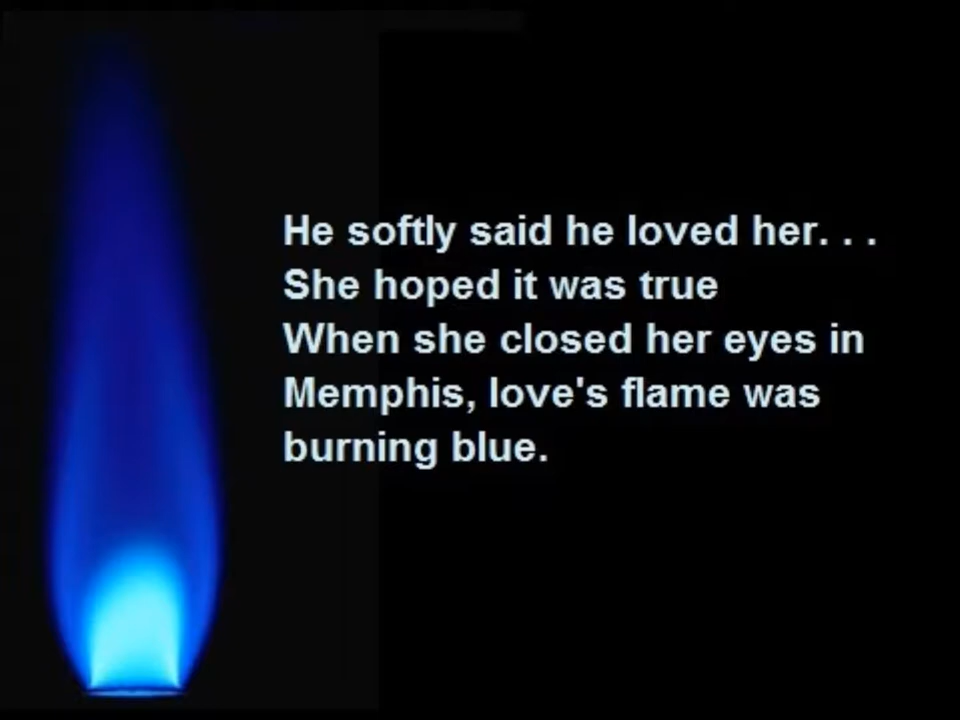 He softly said he loved her. . .
She hoped it was true
When she closed her eyes in
Memphis, love's flame was
burning blue.